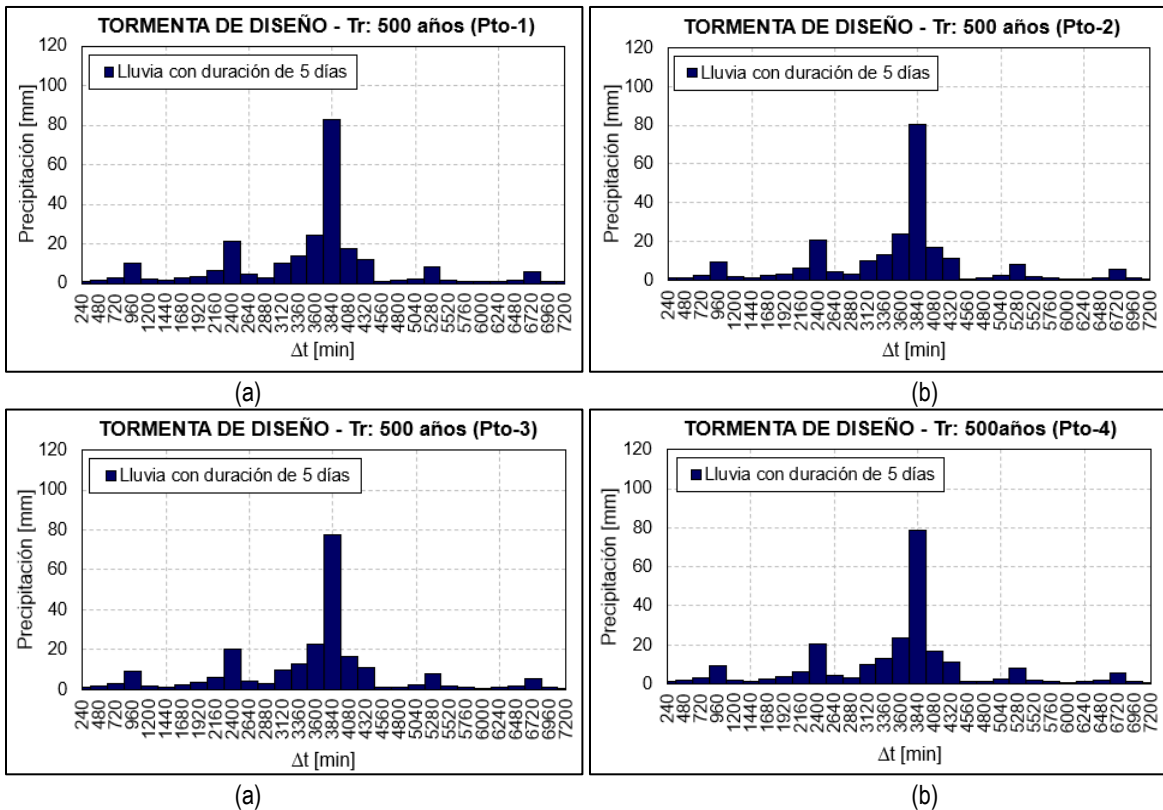 TORMENTA DE DISEÑO - Tr: 500 años (Pto-1)
Lluvia con duración de 5 días
Precipitación [mm]
120
100
80
60
40
20
0
240 480 720 960 1200 1440 1680 1920 2160 2400 2640 2880 3120 3360 3600 3840 4080 4320 4560 4800 5040 5280 5520 5760 6000 6240 6480 6720 6960 7200
Δt [min]
(a)
TORMENTA DE DISEÑO - Tr: 500 años (Pto-2)
Lluvia con duración de 5 días
Precipitación [mm]
120
100
80
60
40
20
0
240 480 720 960 1200 1440 1680 1920 2160 2400 2640 2880 3120 3360 3600 3840 4080 4320 4560 4800 5040 5280 5520 5760 6000 6240 6480 6720 6960 7200
Δt [min]
(b)
TORMENTA DE DISEÑO - Tr: 500 años (Pto-3)
Lluvia con duración de 5 días
Precipitación [mm]
120
100
80
60
40
20
0
240 480 720 960 1200 1440 1680 1920 2160 2400 2640 2880 3120 3360 3600 3840 4080 4320 4560 4800 5040 5280 5520 5760 6000 6240 6480 6720 6960 7200
Δt [min]
(a)
TORMENTA DE DISEÑO - Tr: 500años (Pto-4)
Lluvia con duración de 5 días
Precipitación [mm]
120
100
80
60
40
20
0
240 480 720 960 1200 1440 1680 1920 2160 2400 2640 2880 3120 3360 3600 3840 4080 4320 4560 4800 5040 5280 5520 5760 6000 6240 6480 6720 6960 7200
Δt [min]
(b)